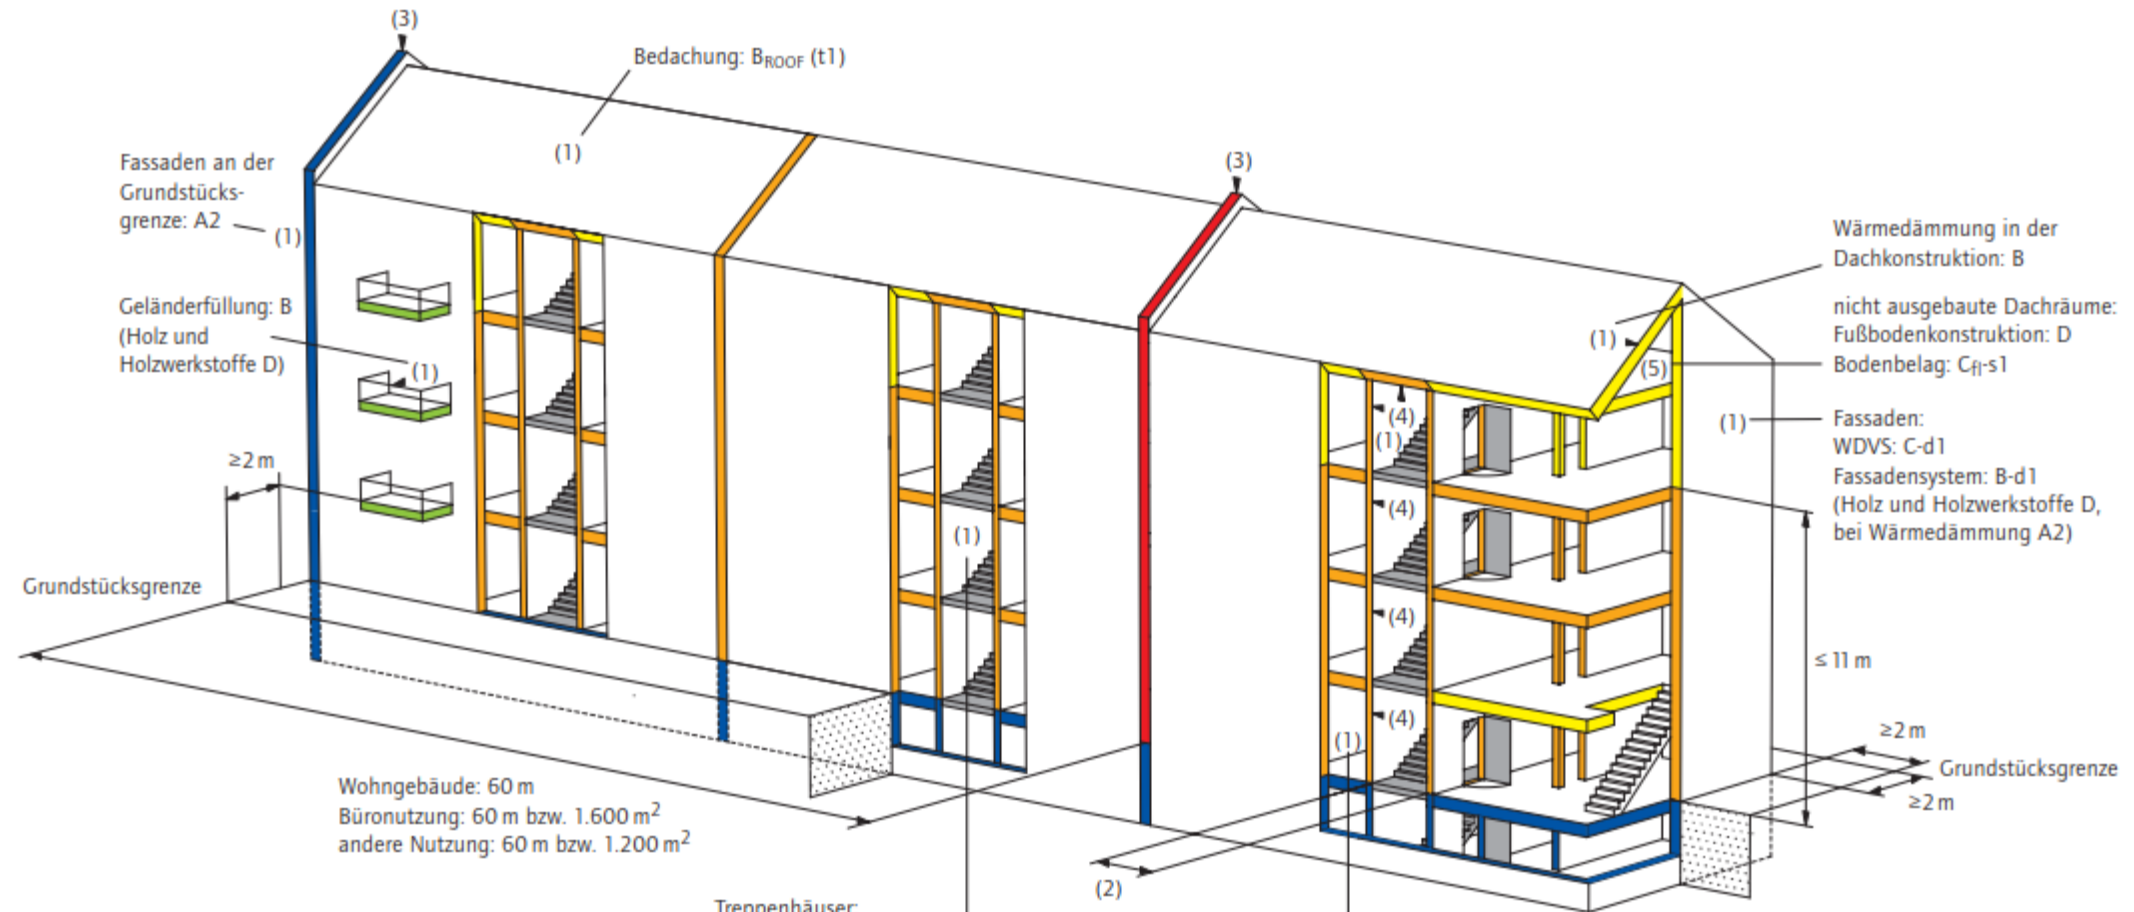 (3)
Bedachung: BROOF (t1)
(1)
Fassaden an der
Grundstücks-
grenze: A2
(1)
(3)
Geländerfüllung: B
(Holz und
Holzwerkstoffe D)
(1)
≥2 m
Grundstücksgrenze
Wohngebäude: 60 m
Büronutzung: 60 m bzw. 1.600 m²
andere Nutzung: 60 m bzw. 1.200 m²
(1)
Treppenhäuser:
(4)
(1)
(4)
(4)
(4)
(1)
(2)
Wärmedämmung in der
Dachkonstruktion: B
(1)
nicht ausgebaute Dachräume:
Fußbodenkonstruktion: D
Bodenbelag: Cfl-s1
(5)
(1)
Fassaden:
WDVS: C-d1
Fassadensystem: B-d1
(Holz und Holzwerkstoffe D,
bei Wärmedämmung A2)
≤ 11 m
≥2 m
Grundstücksgrenze
≥2 m